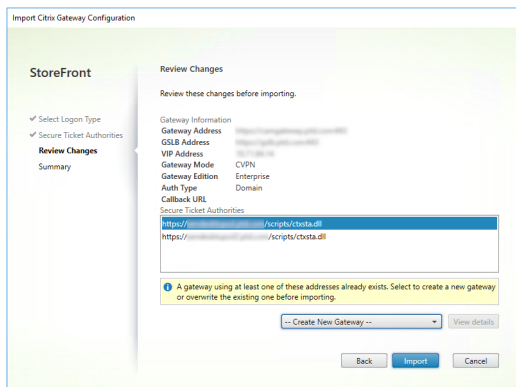 Import Citrix Gateway Configuration
StoreFront
Select Logon Type
Secure Ticket Authorities
Review Changes
Summary
Review Changes
Review these changes before importing.
Gateway Information
Gateway Address
GSLB Address
VIP Address
Gateway Mode CVPN
Gateway Edition Enterprise
Auth Type Domain
Callback URL
Secure Ticket Authorities
https:// /scripts/ctxsta.dll
https:// /scripts/ctxsta.dll
A gateway using at least one of these addresses already exists. Select to create a new gateway
or overwrite the existing one before importing.
-- Create New Gateway -- View details
Back Import Cancel